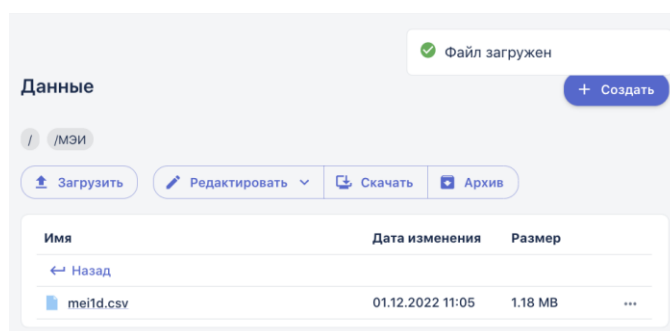 Файл загружен
Данные
+ Создать
/ /МЭИ
Загрузить Редактировать Скачать Архив
Имя Дата изменения Размер
Назад
mei1d.csv 01.12.2022 11:05 1.18 MB ...